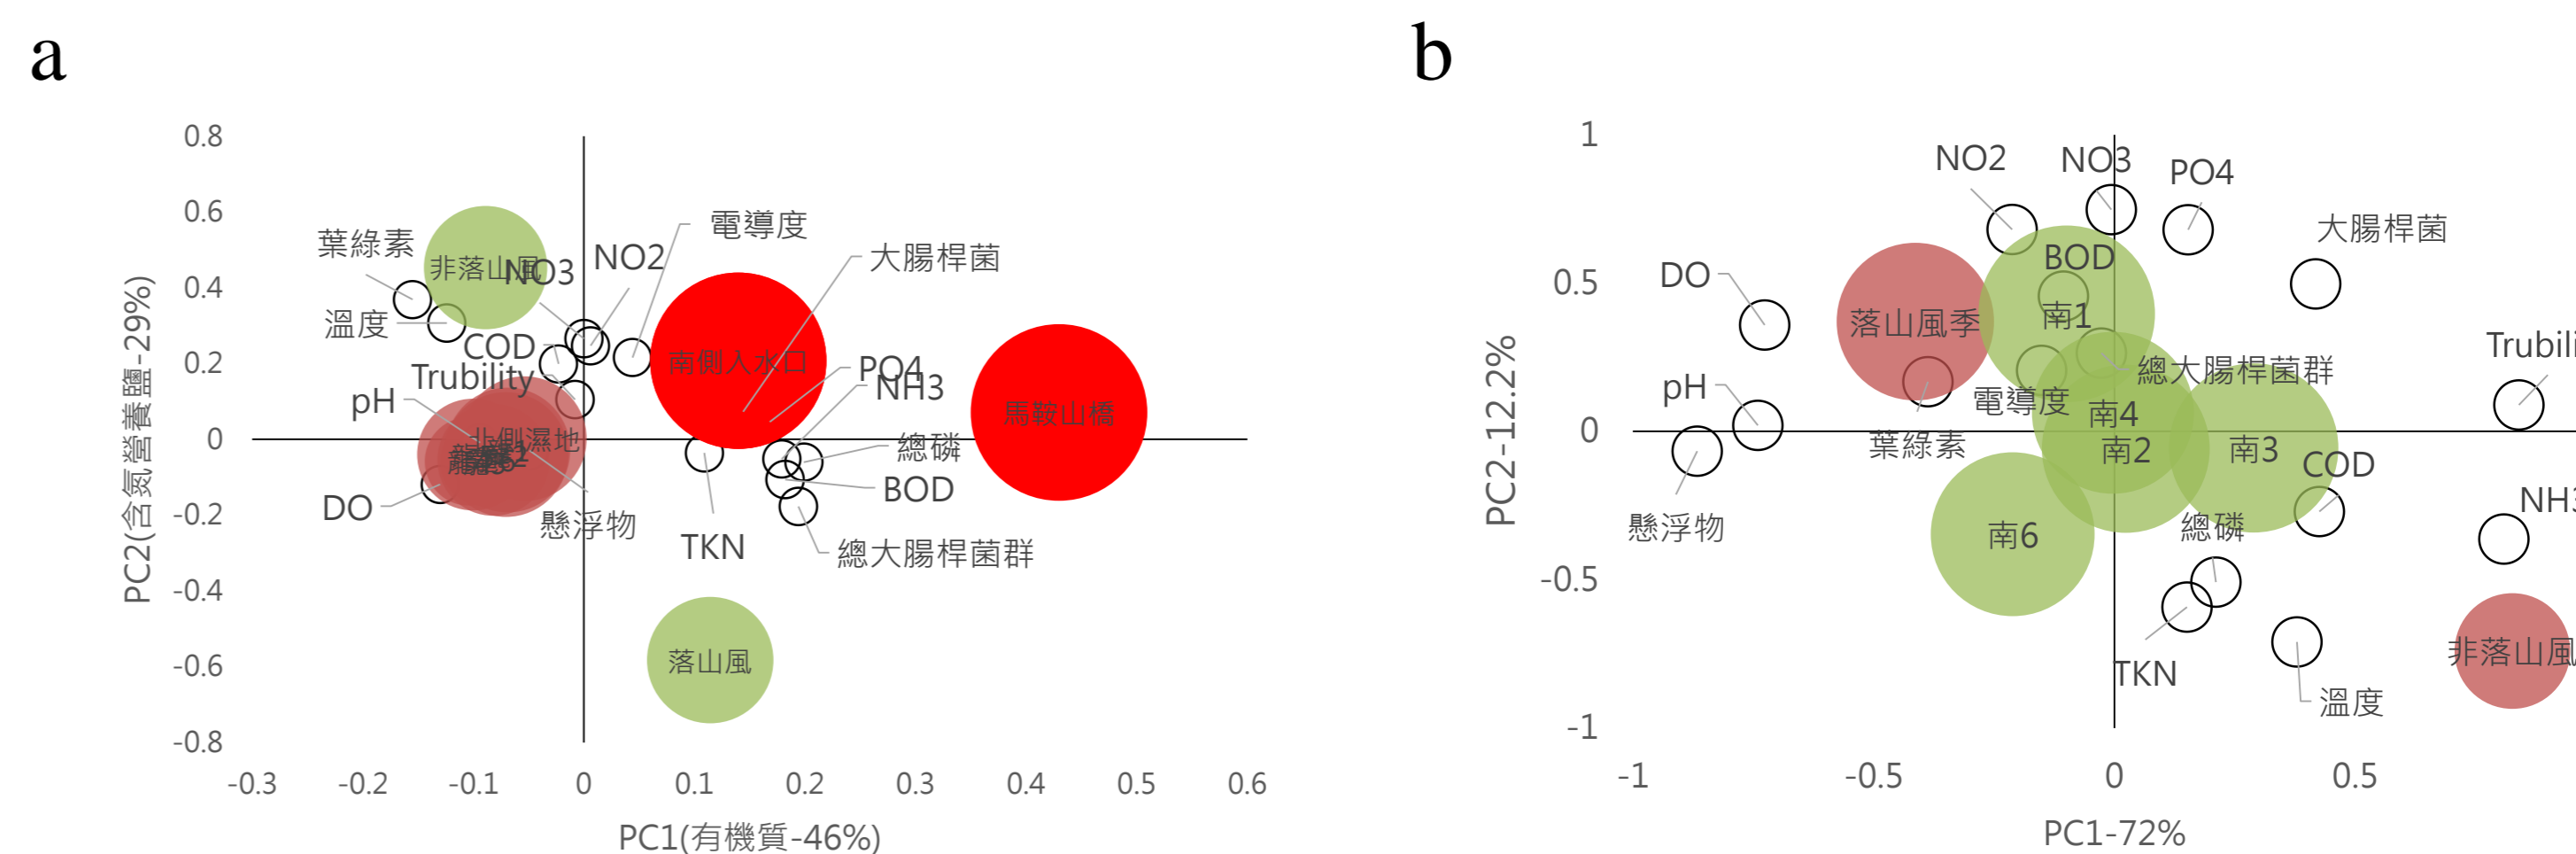 a
0.8
0.6
0.4
0.2
0
-0.2
-0.4
-0.6
-0.8
-0.3
-0.2
-0.1
0
0.1
0.2
0.3
0.4
0.5
0.6
PC2(含氮營養鹽-29%)
PC1(有機質-46%)
葉綠素
非落山風
NO3
NO2
電導度
大腸桿菌
溫度
COD
Trubility
pH
南側入水口
PO4
NH3
馬鞍山橋
北側濕地
總磷
BOD
DO
懸浮物
TKN
總大腸桿菌群
落山風
b
1
0.5
0
-0.5
-1
-1
-0.5
0
0.5
PC2-12.2%
PC1-72%
NO2
NO3
PO4
大腸桿菌
BOD
DO
落山風季
南1
Trubili
總大腸桿菌群
pH
電導度
南4
葉綠素
南2
南3
COD
懸浮物
南6
總磷
NH3
TKN
非落山風
溫度